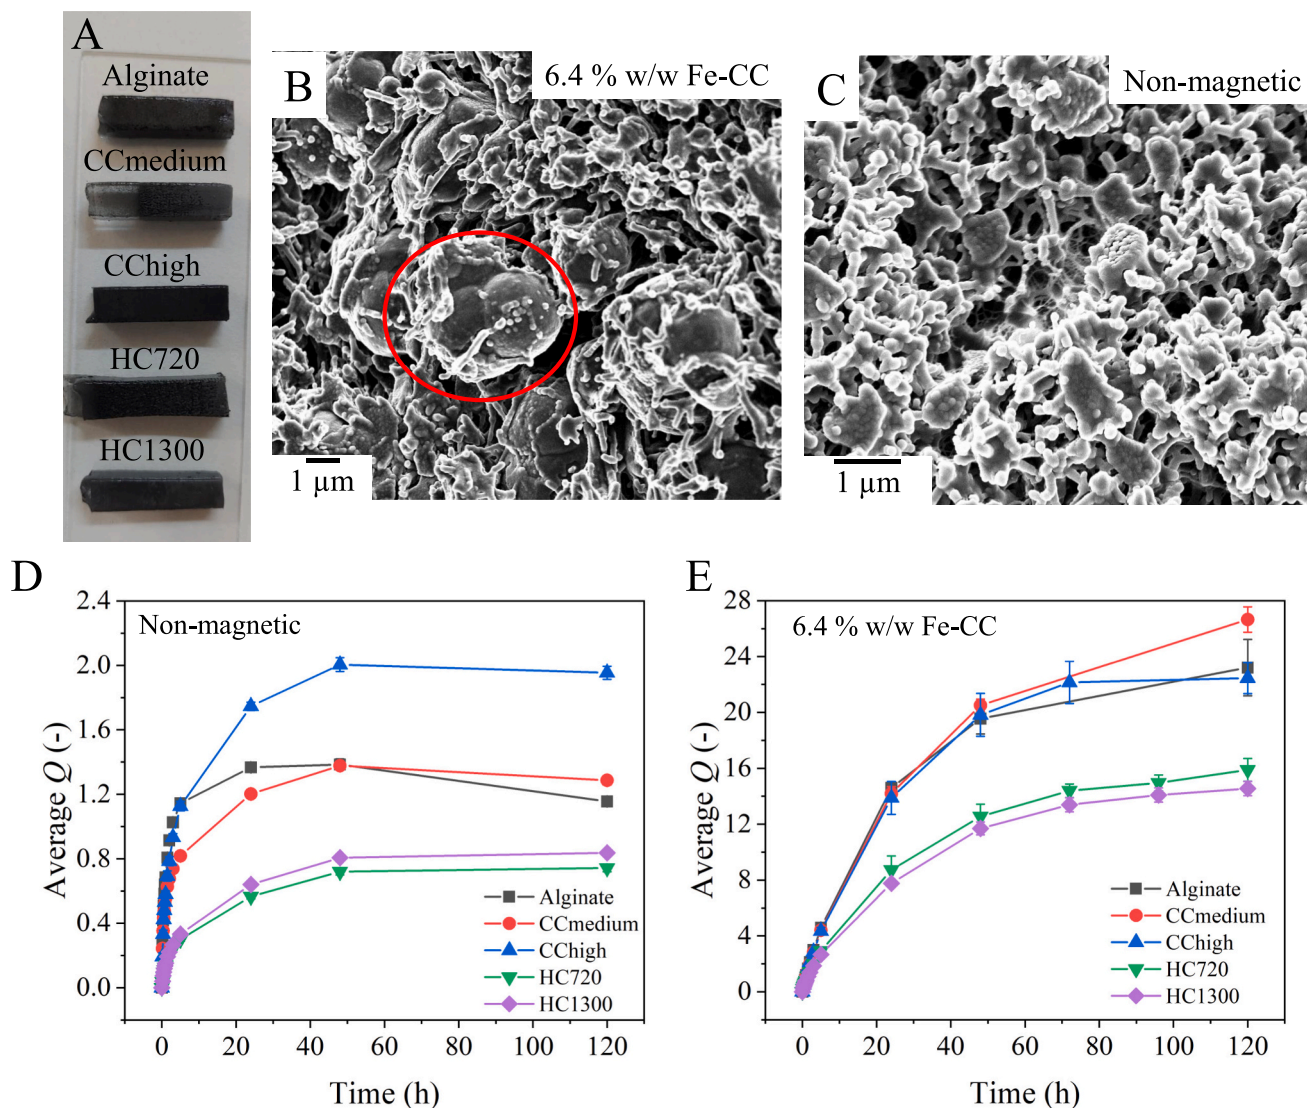 A
Alginate
CCmedium
CChigh
HC720
HC1300
B
6.4 % w/w Fe-CC
1 µm
C
Non-magnetic
1 µm
D
Non-magnetic
2.4
2.0
1.6
1.2
0.8
0.4
0.0
Average Q (-)
0 20 40 60 80 100 120
Time (h)
Alginate
CCmedium
CChigh
HC720
HC1300
E
6.4 % w/w Fe-CC
28
24
20
16
12
8
4
0
Average Q (-)
0 20 40 60 80 100 120
Time (h)
Alginate
CCmedium
CChigh
HC720
HC1300